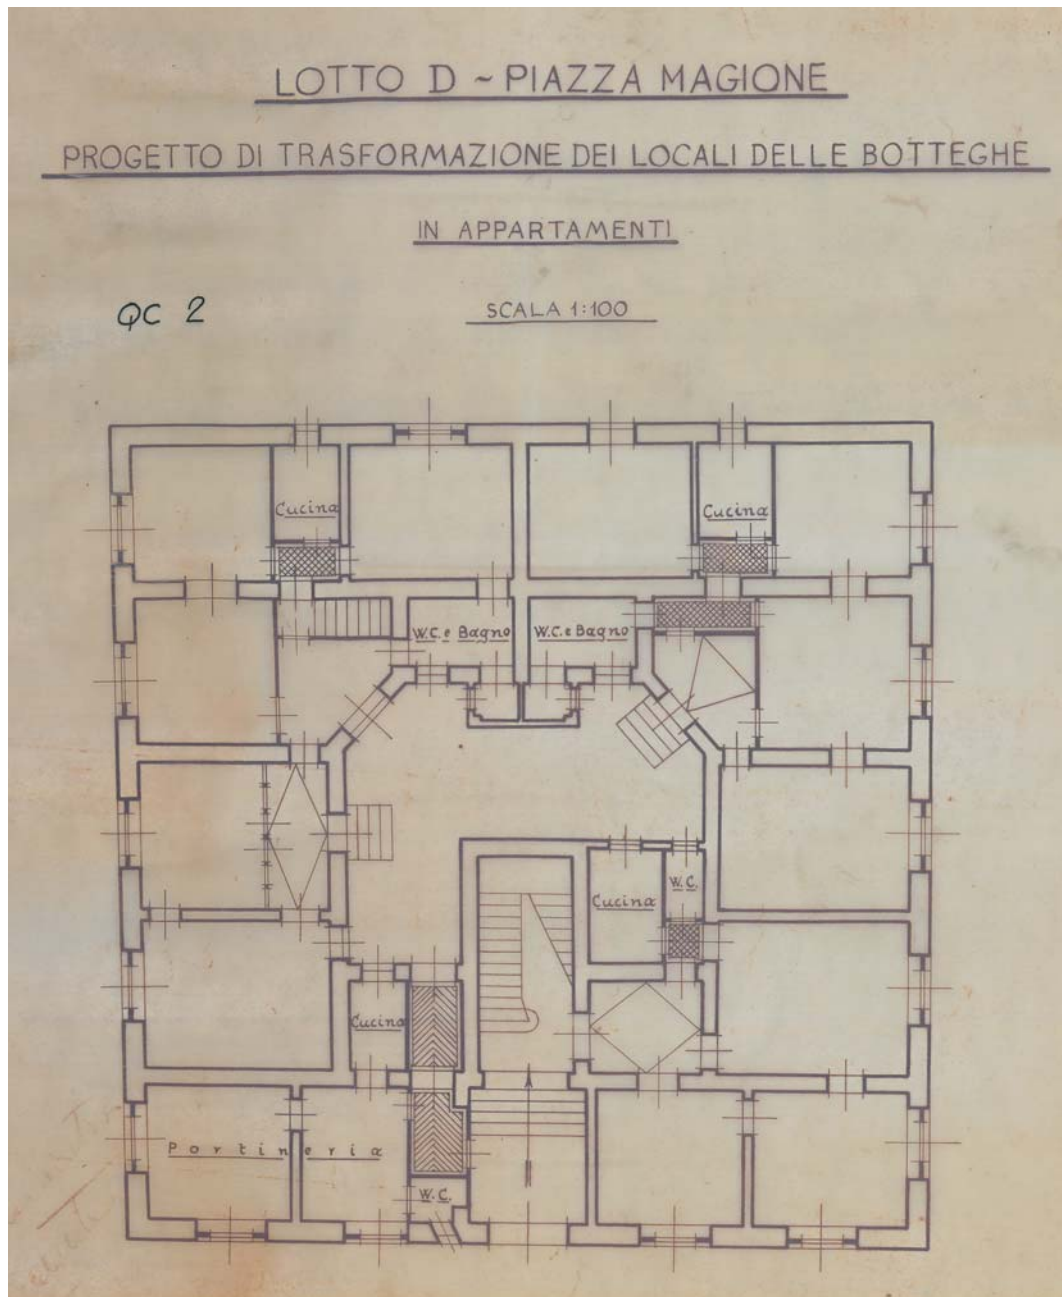 LOTTO D ~ PIAZZA MAGIONE
PROGETTO DI TRASFORMAZIONE DEI LOCALI DELLE BOTTEGHE
IN APPARTAMENTI
QC 2
SCALA 1:100
Cucina
Cucina
W.C. e Bagno
W.C. e Bagno
Cucina
W.C.
Cucina
Portineria
W.C.